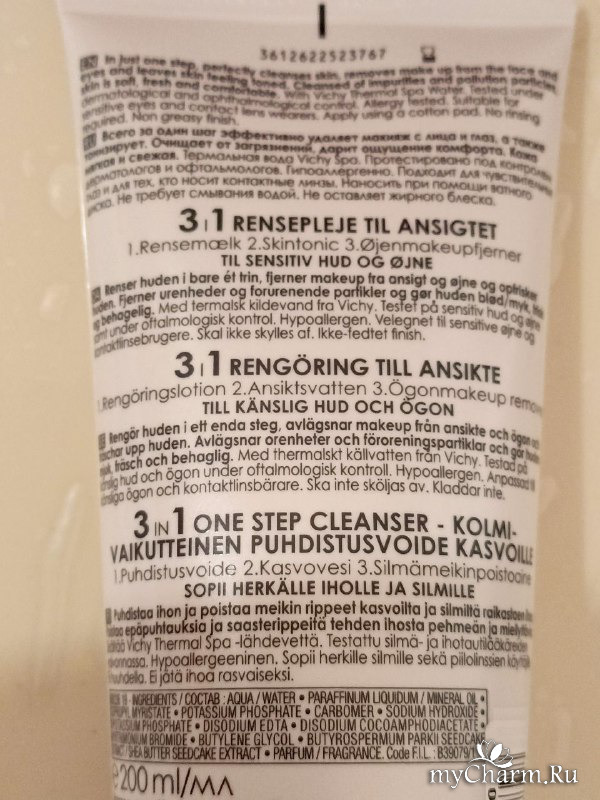 3612622523767
In just one step, perfectly cleanses skin, removes make up from the face and
eyes and leaves skin feeling toned. Cleansed of impurities and pollution particles,
skin is soft, fresh and comfortable. With Vichy Thermal Spa Water. Tested under
dermatological and ophthalmological control. Allergy Tested. Suitable for
sensitive eyes and contact lens wearers. Apply using a cotton pad. No rinsing
required. Non greasy finish.
Всего за один шаг эффективно удаляет макияж с лица и глаз, а также
тонизирует. Очищает от загрязнений, дарит ощущение комфорта. Кожа
мягкая и свежая. Термальная вода Vichy Spa. Протестировано под контролем
дерматологов и офтальмологов. Гипоаллергенно. Подходит для чувствительных
глаз и для тех, кто носит контактные линзы. Наносить при помощи ватного
диска. Не требует смывания водой. Не оставляет жирного блеска.
3 i 1 RENSEPLEJE TIL ANSIGTET
1.Rensemælk 2.Skintonic 3.Øjenmakeupfjerner
TIL SENSITIV HUD OG ØJNE
Renser huden i bare ét trin, fjerner makeup fra ansigt og øjne og opfrisker
huden. Fjerner urenheder og forurenende partikler og gør huden blød/myk, frisk
og behagelig. Med termalsk kildevand fra Vichy. Testet på sensitiv hud og øjne
samt under oftalmologisk kontrol. Hypoallergen. Velegnet til sensitive øjne og
kontaktlinsebrugere. Skal ikke skylles af. Ikke-fedtet finish.
3 i 1 RENGÖRING TILL ANSIKTE
1.Rengöringslotion 2.Ansiktsvatten 3.Ögonmakeup remover
TILL KÄNSLIG HUD OCH ÖGON
Rengör huden i ett enda steg, avlägsnar makeup från ansikte och ögon och
fräschar upp huden. Avlägsnar orenheter och föroreningspartiklar och gör huden
mjuk, fräsch och behaglig. Med thermalskt källvatten från Vichy. Testad på
känslig hud och ögon under oftalmologisk kontroll. Hypoallergen. Anpassad till
känsliga ögon och kontaktlinsbärare. Ska inte sköljas av. Kladdar inte.
3 IN 1 ONE STEP CLEANSER - KOLMI-
VAIKUTTEINEN PUHDISTUSVOIDE KASVOILLE
1.Puhdistusvoide 2.Kasvovesi 3.Silmämeikinpoistoaine
SOPII HERKÄLLE IHOLLE JA SILMILLE
Puhdistaa ihon ja poistaa meikin rippeet kasvoilta ja silmiltä raikastaen
epäpuhtauksia ja saasterippeitä tehden ihosta pehmeän ja
Vichy Thermal Spa -lähdevettä. Testattu silmä- ja ihotautilääkäreiden
valvonnassa. Hypoallergeeninen. Sopii herkille silmille sekä piilolinssien käyttäjille.
Ei jätä ihoa rasvaiseksi.
INGREDIENTS / СОСТАВ : AQUA / WATER • PARAFFINUM LIQUIDUM / MINERAL OIL •
ISOPROPYL MYRISTATE • POTASSIUM PHOSPHATE • CARBOMER • SODIUM HYDROXIDE •
PHOSPHATE • DISODIUM EDTA • DISODIUM COCOAMPHODIACETATE •
BROMIDE • BUTYLENE GLYCOL • BUTYROSPERMUM PARKII SEEDCAKE
EXTRACT / SHEA BUTTER SEEDCAKE EXTRACT • PARFUM / FRAGRANCE. Code F.I.L. : B39079/1
e 200 ml/мл
myCharm.Ru